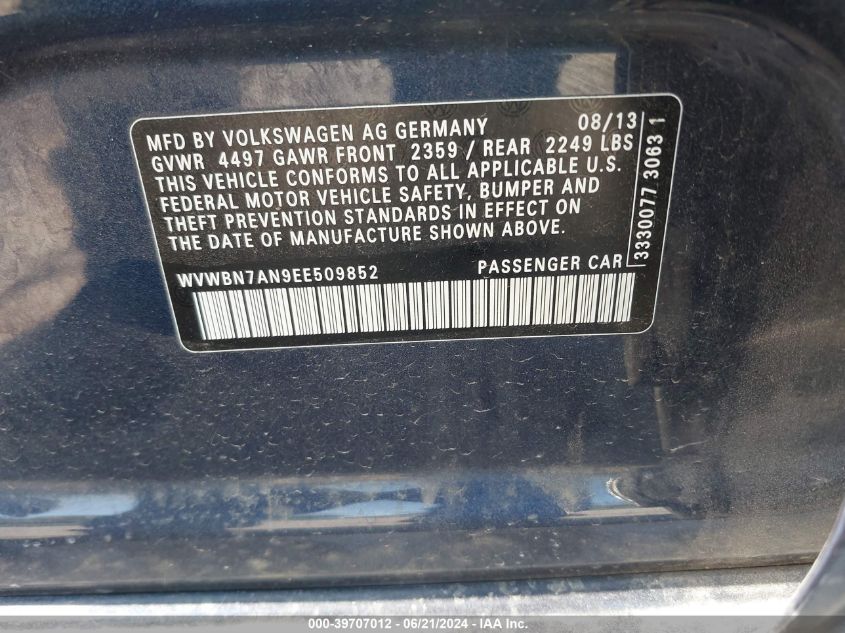 MFD BY VOLKSWAGEN AG GERMANY 08/13
GVWR 4497 GAWR FRONT 2359 / REAR 2249 LBS
THIS VEHICLE CONFORMS TO ALL APPLICABLE U.S.
FEDERAL MOTOR VEHICLE SAFETY, BUMPER AND
THEFT PREVENTION STANDARDS IN EFFECT ON
THE DATE OF MANUFACTURE SHOWN ABOVE.
WVWBN7AN9EE509852 PASSENGER CAR
3330077 3063 1
000-39707012 - 06/21/2024 - COPYRIGHT IAA, LLC